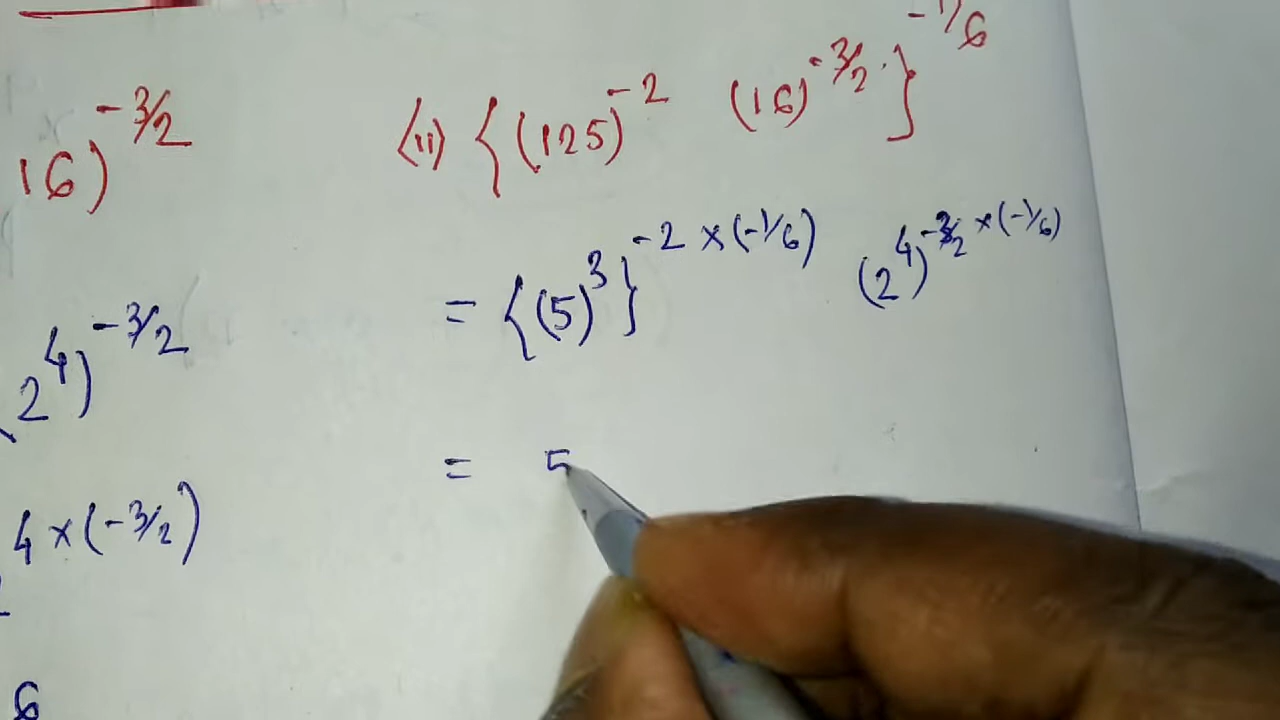 16)^{-3/2}
(11) {(125)^{-2} (16)^{-3/2} .}^{-1/6}
= {(5)^3}^{-2 × (-1/6)} (2^4)^{-3/2 × (-1/6)}
(2^4)^{-3/2}
= 5
4 × (-3/2)
6